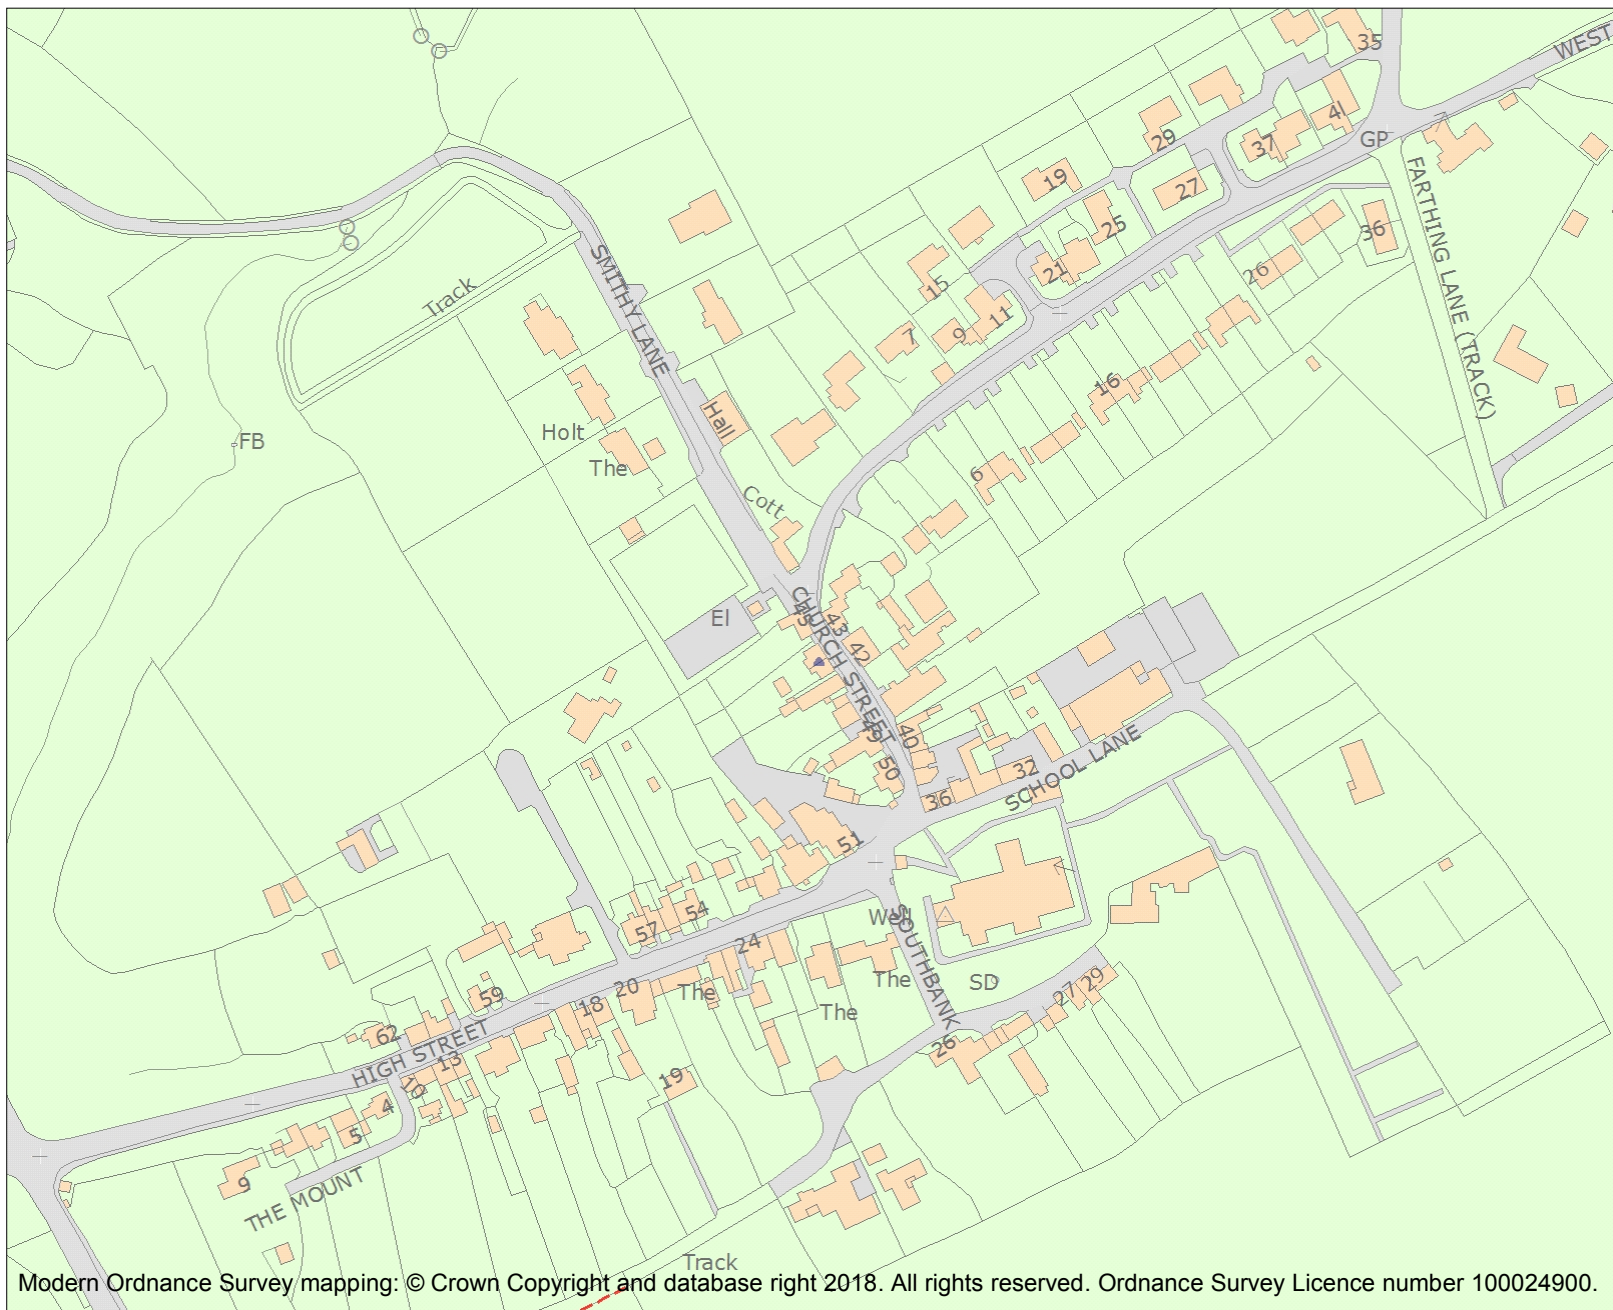 35
WEST
41
GP
29
37
19
27
FARTHING LANE (TRACK)
25
36
SMITHY LANE
21
26
Track
15
11
7
9
16
Hall
Holt
FB
The
6
Cott
El
45
43
CHURCH STREET
42
49
40
50
32
SCHOOL LANE
36
51
54
Well
57
24
SOUTHBANK
The
SD
59
20
The
27
29
18
The
62
26
HIGH STREET
13
19
10
4
5
9
THE MOUNT
Track
Modern Ordnance Survey mapping: © Crown Copyright and database right 2018. All rights reserved. Ordnance Survey Licence number 100024900.